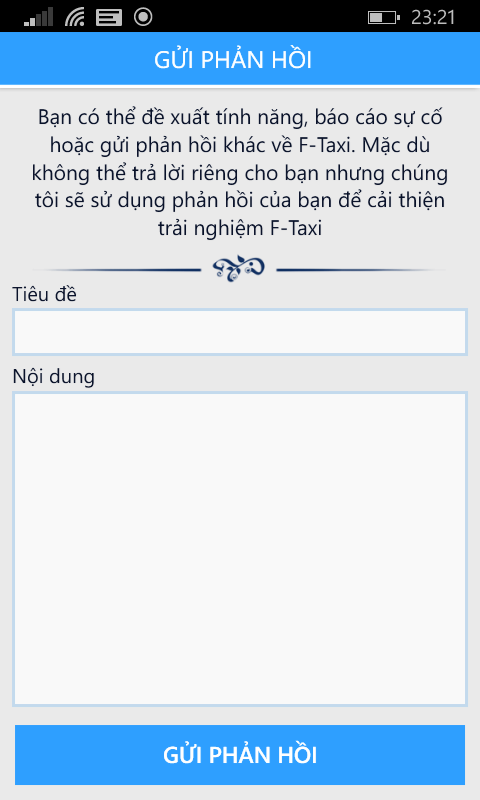 23:21
GỬI PHẢN HỒI
Bạn có thể đề xuất tính năng, báo cáo sự cố
hoặc gửi phản hồi khác về F-Taxi. Mặc dù
không thể trả lời riêng cho bạn nhưng chúng
tôi sẽ sử dụng phản hồi của bạn để cải thiện
trải nghiệm F-Taxi
Tiêu đề
Nội dung
GỬI PHẢN HỒI